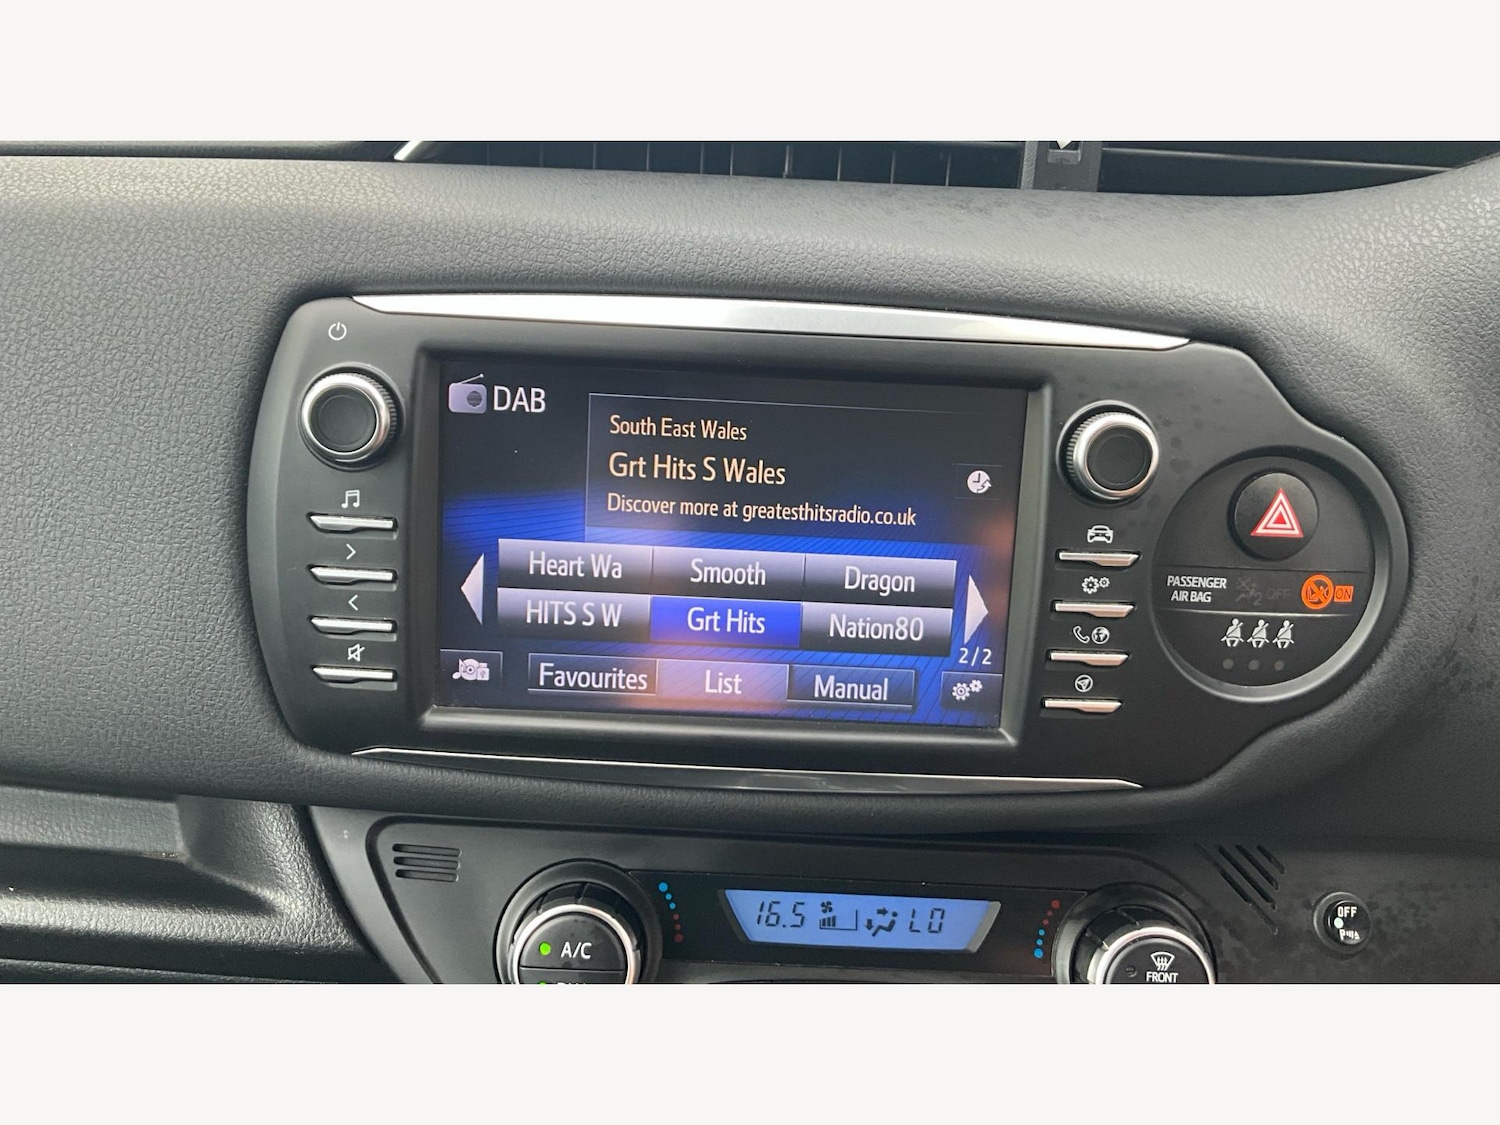 DAB
South East Wales
Grt Hits S Wales
Discover more at greatesthitsradio.co.uk
Heart Wa Smooth Dragon
HITS S W Grt Hits Nation80
2/2
Favourites List Manual
PASSENGER
AIR BAG
2 OFF
ON
16.5 LO
A/C
FRONT
OFF